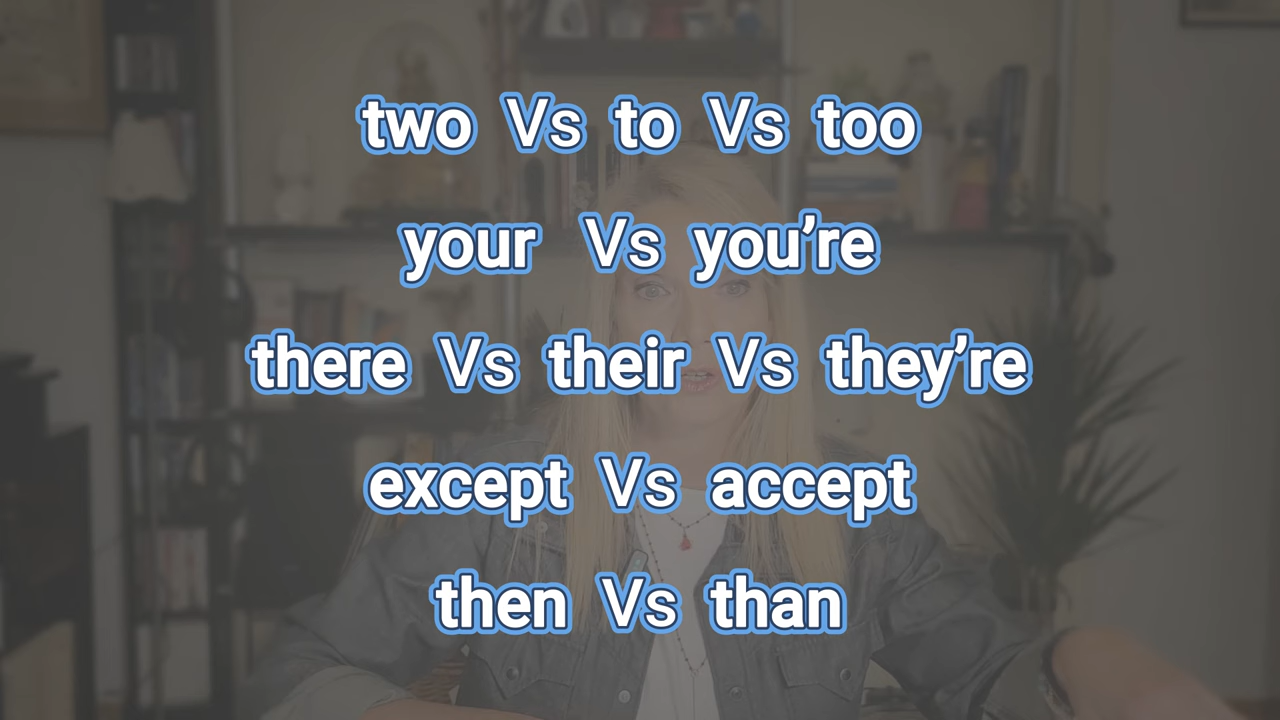 two Vs to Vs too
your Vs you’re
there Vs their Vs they’re
except Vs accept
then Vs than